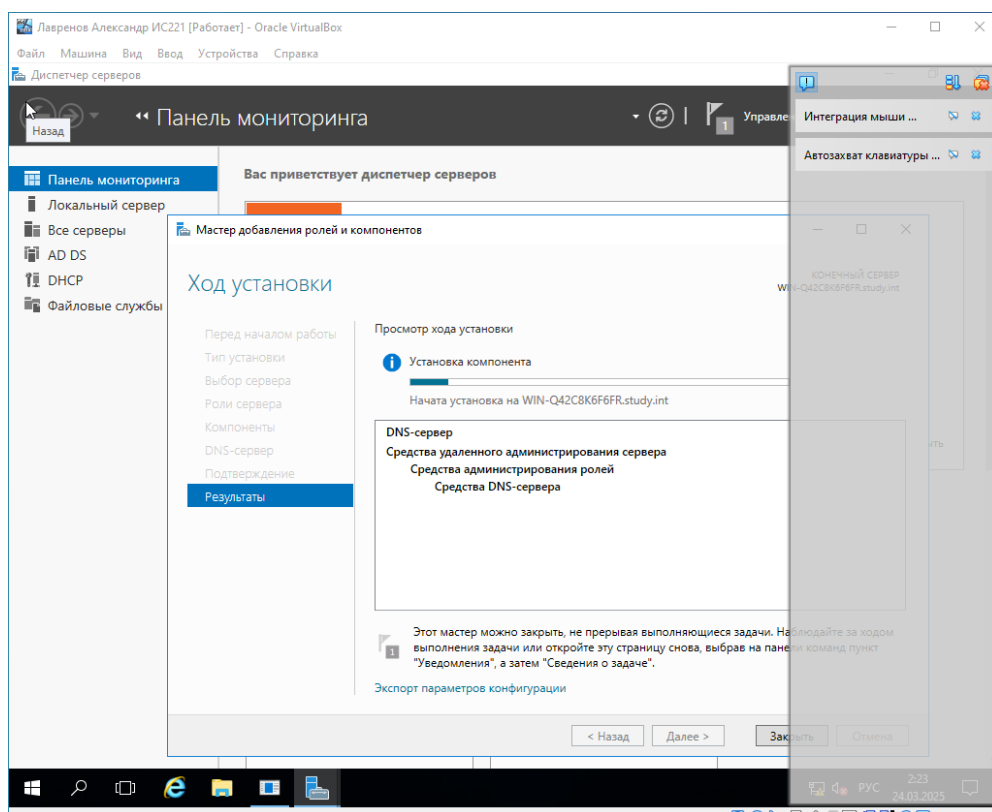 Лавренов Александр ИС221 [Работает] - Oracle VirtualBox
Файл Машина Вид Ввод Устройства Справка
Диспетчер серверов
Панель мониторинга
1
Управле
Назад
Интеграция мыши ...
Автозахват клавиатуры ...
Панель мониторинга
Локальный сервер
Все серверы
AD DS
DHCP
Файловые службы
Вас приветствует диспетчер серверов
Мастер добавления ролей и компонентов
Ход установки
КОНЕЧНЫЙ СЕРВЕР
WIN-Q42C8K6F6FR.study.int
Перед началом работы
Тип установки
Выбор сервера
Роли сервера
Компоненты
DNS-сервер
Подтверждение
Результаты
Просмотр хода установки
Установка компонента
Начата установка на WIN-Q42C8K6F6FR.study.int
DNS-сервер
Средства удаленного администрирования сервера
Средства администрирования ролей
Средства DNS-сервера
1
Этот мастер можно закрыть, не прерывая выполняющиеся задачи. Наблюдайте за ходом
выполнения задачи или откройте эту страницу снова, выбрав на панели команд пункт
"Уведомления", а затем "Сведения о задаче".
Экспорт параметров конфигурации
< Назад Далее > Закрыть Отмена
РУС
2:23
24.03.2025